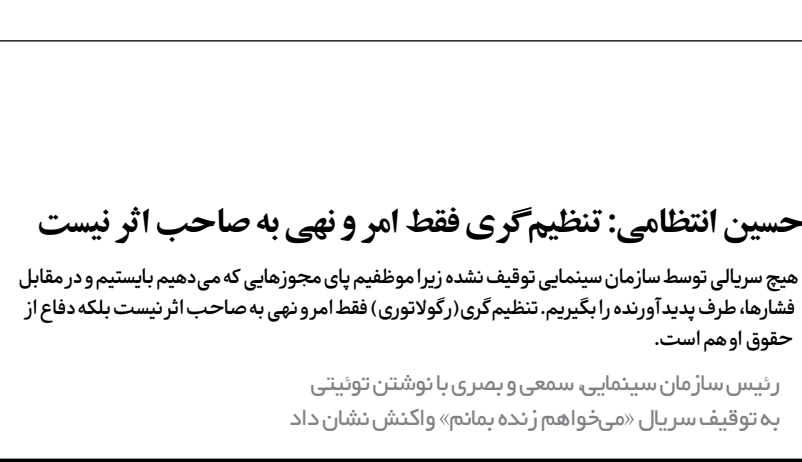 حسین انتظامی: تنظیم‌گری فقط امر و نهی به صاحب اثر نیست
هیچ سریالی توسط سازمان سینمایی توقیف نشده زیرا موظفیم پای مجوزهایی که می‌دهیم بایستیم و در مقابل
فشارها، طرف پدیدآورنده را بگیریم. تنظیم‌گری (رگولاتوری) فقط امر و نهی به صاحب اثر نیست بلکه دفاع از
حقوق او هم است.
رئیس سازمان سینمایی، سمعی و بصری با نوشتن توئیتی
به توقیف سریال «می‌خواهم زنده بمانم» واکنش نشان داد